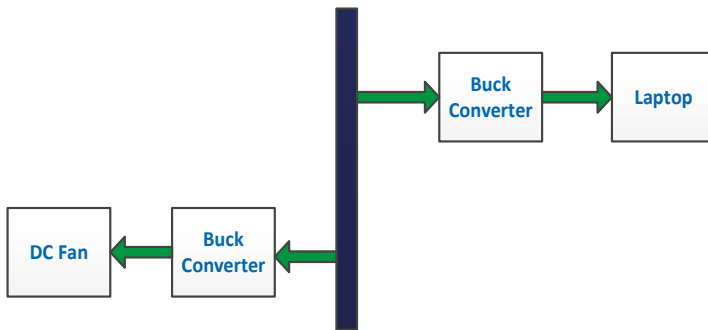 Buck
Converter
Laptop
DC Fan
Buck
Converter